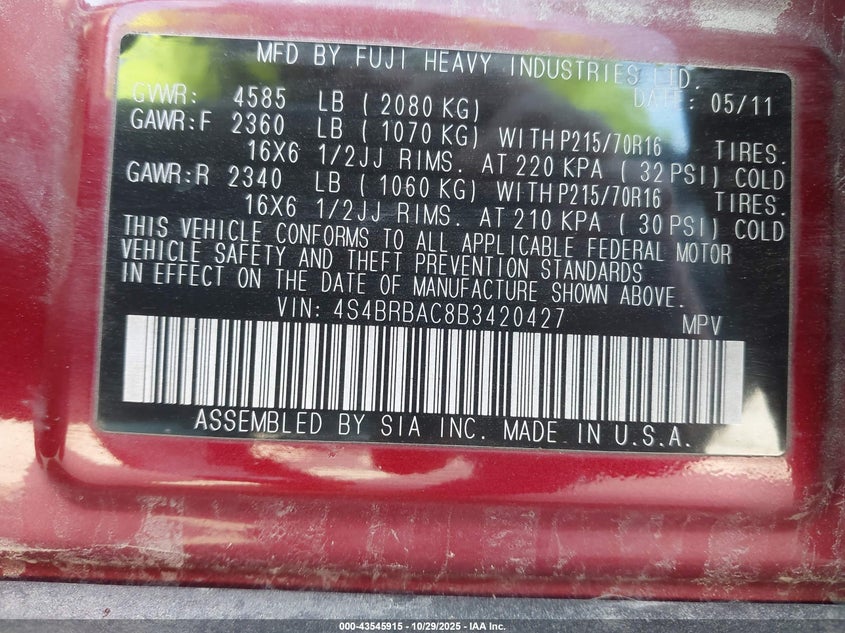 MFD BY FUJI HEAVY INDUSTRIES LTD.
GVWR: 4585 LB ( 2080 KG) DATE: 05/11
GAWR:F 2360 LB ( 1070 KG) WITH P215/70R16 TIRES.
16X6 1/2JJ RIMS. AT 220 KPA ( 32 PSI) COLD
GAWR:R 2340 LB ( 1060 KG) WITH P215/70R16 TIRES.
16X6 1/2JJ RIMS. AT 210 KPA ( 30 PSI) COLD
THIS VEHICLE CONFORMS TO ALL APPLICABLE FEDERAL MOTOR
VEHICLE SAFETY AND THEFT PREVENTION STANDARDS
IN EFFECT ON THE DATE OF MANUFACTURE SHOWN ABOVE.
VIN: 4S4BRBAC8B3420427 MPV
ASSEMBLED BY SIA INC. MADE IN U.S.A.
000-43545915 - 10/29/2025 - IAA Inc.